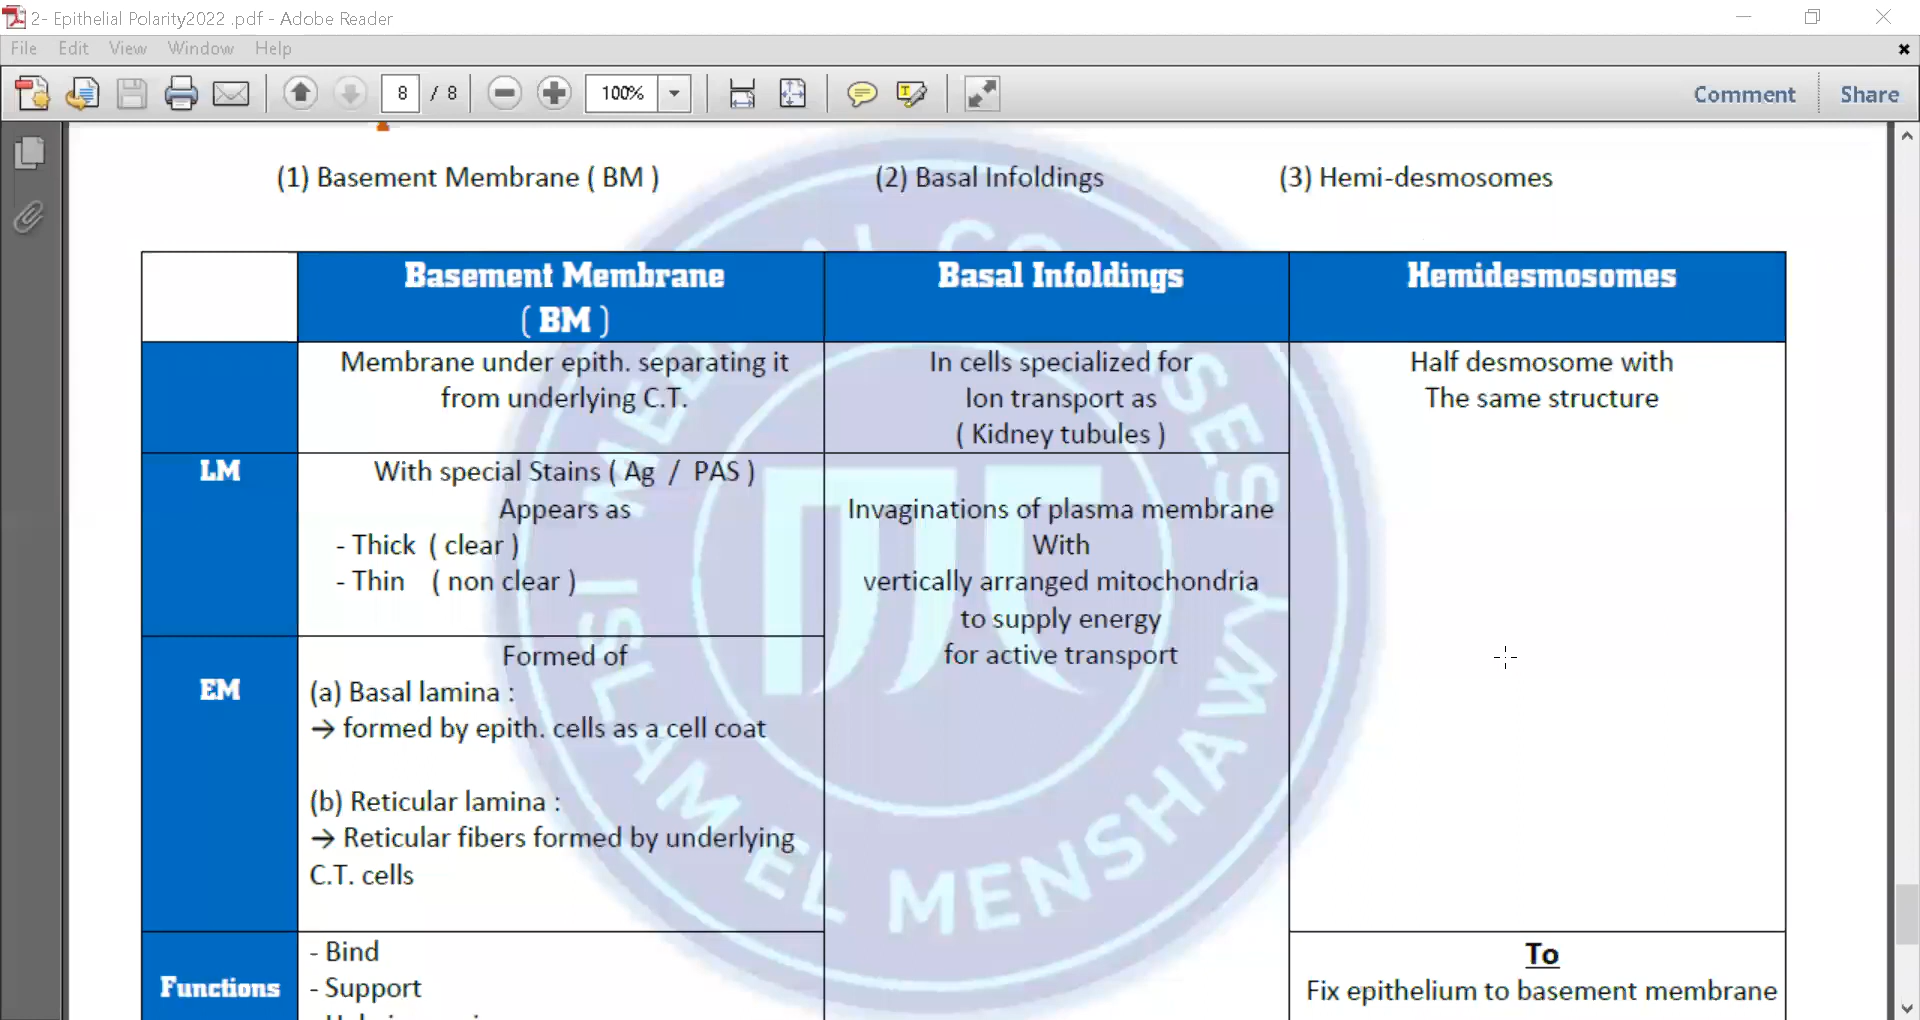 2- Epithelial Polarity2022 .pdf - Adobe Reader
File Edit View Window Help
8 / 8 100% Comment Share
(1) Basement Membrane ( BM ) (2) Basal Infoldings (3) Hemi-desmosomes
Basement Membrane
( BM )
Basal Infoldings
Hemidesmosomes
Membrane under epith. separating it
from underlying C.T.
In cells specialized for
Ion transport as
( Kidney tubules )
Half desmosome with
The same structure
LM
With special Stains ( Ag / PAS )
Appears as
- Thick ( clear )
- Thin ( non clear )
Invaginations of plasma membrane
With
vertically arranged mitochondria
to supply energy
for active transport
EM
Formed of
(a) Basal lamina :
→ formed by epith. cells as a cell coat
(b) Reticular lamina :
→ Reticular fibers formed by underlying
C.T. cells
Functions
- Bind
- Support
To
Fix epithelium to basement membrane
EL MENSHAWY